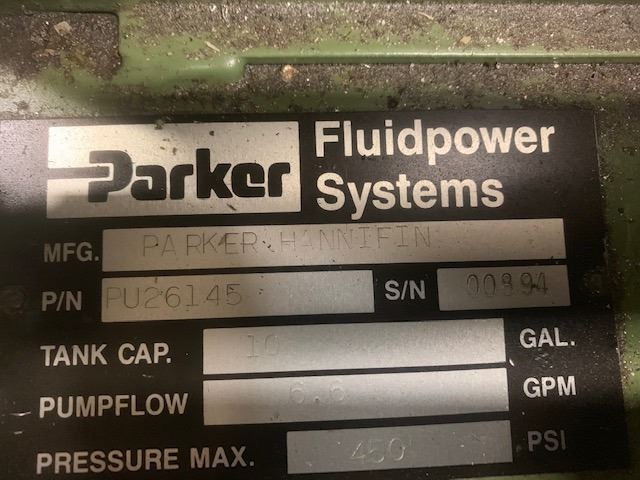 Parker
Fluidpower
Systems
MFG. PARKER HANNIFIN
P/N PU26145 S/N 00894
TANK CAP. 10 GAL.
PUMPFLOW 6.6 GPM
PRESSURE MAX. 450 PSI